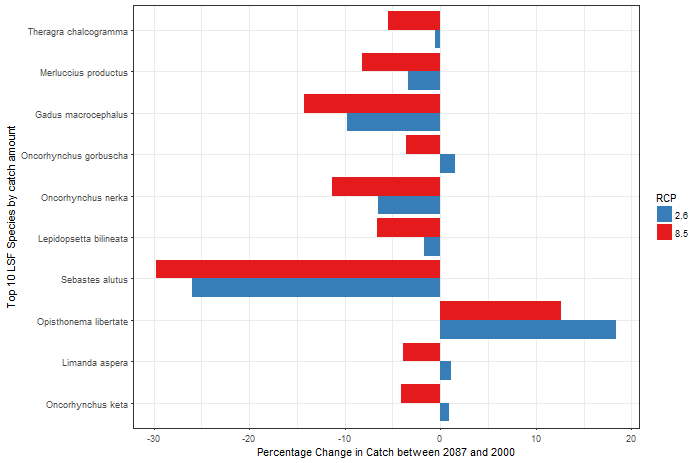 Top 10 LSF Species by catch amount
Theragra chalcogramma
Merluccius productus
Gadus macrocephalus
Oncorhynchus gorbuscha
Oncorhynchus nerka
Lepidopsetta bilineata
Sebastes alutus
Opisthonema libertate
Limanda aspera
Oncorhynchus keta
-30 -20 -10 0 10 20
Percentage Change in Catch between 2087 and 2000
RCP
2.6
8.5